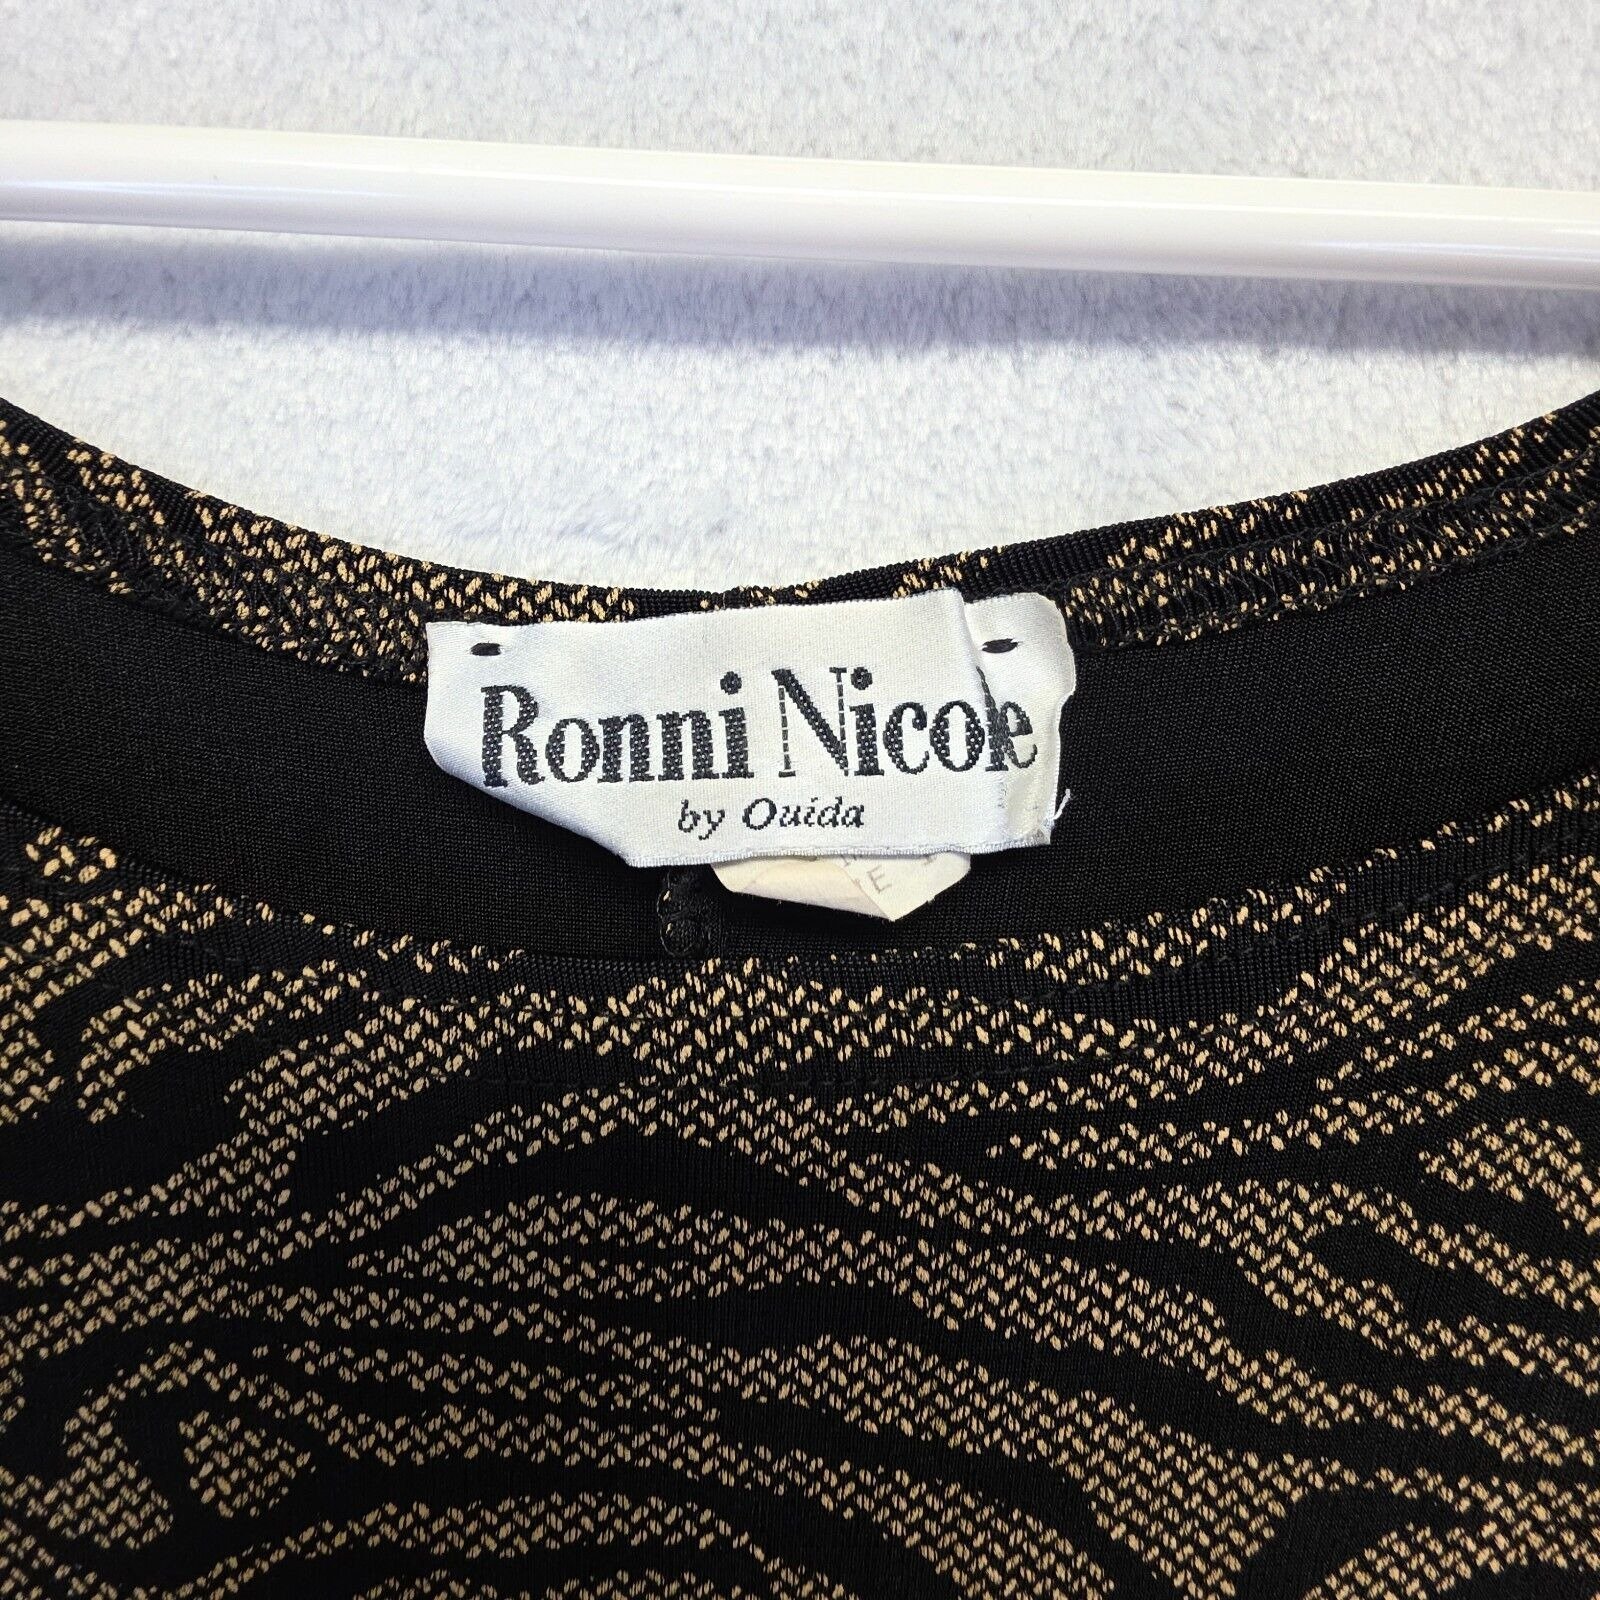 Ronni Nicole
by Ouida
E